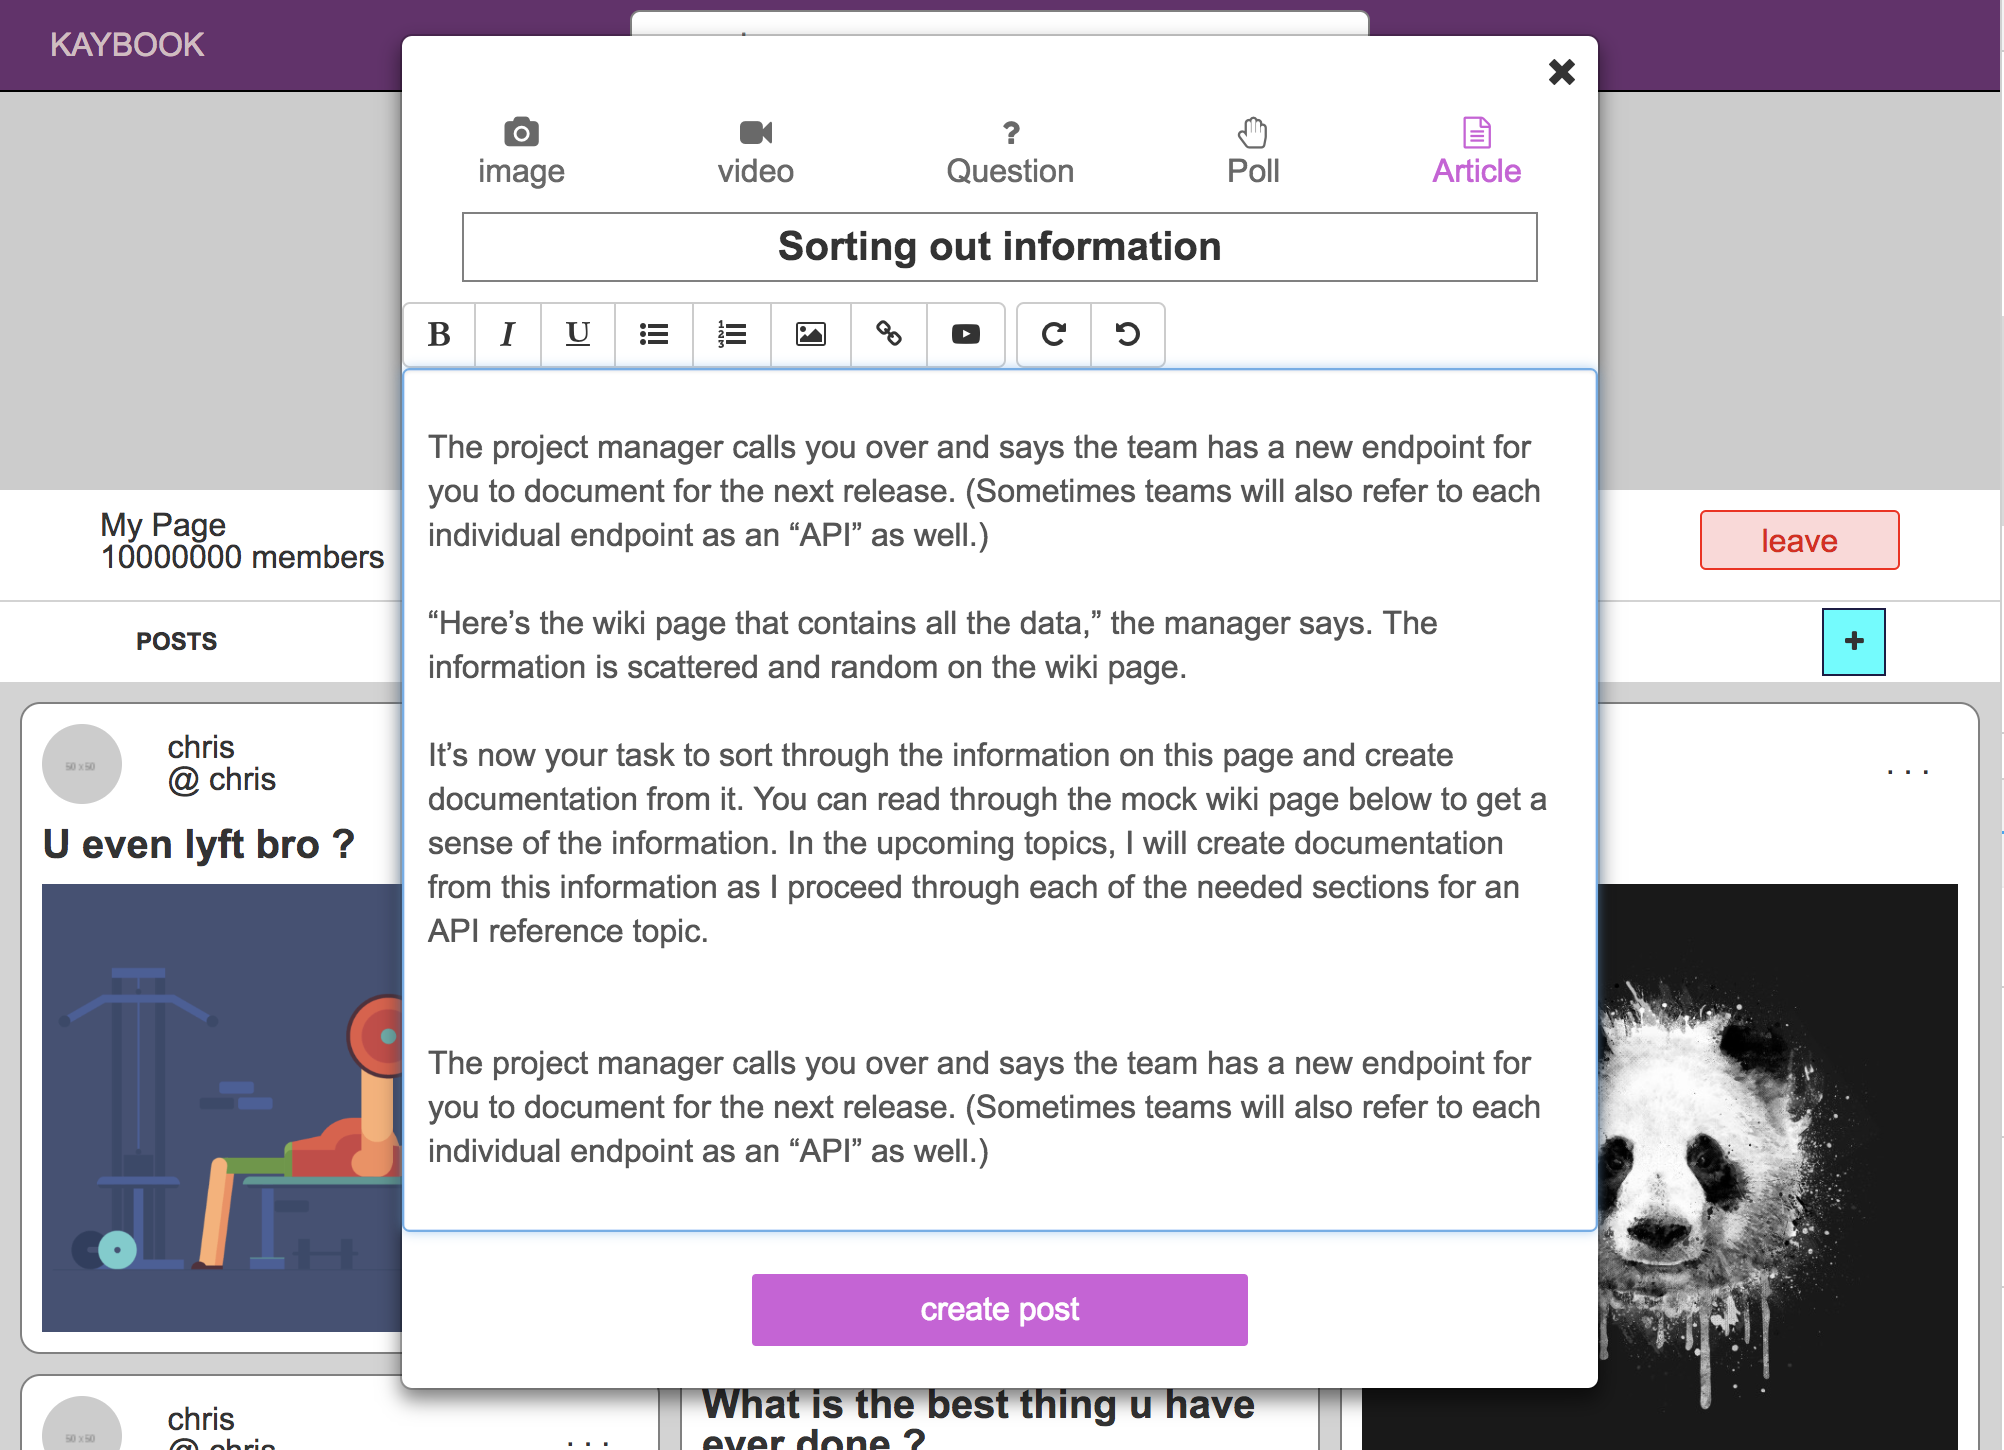 KAYBOOK
image
video
? Question
Poll
Article
Sorting out information
B I U
The project manager calls you over and says the team has a new endpoint for
you to document for the next release. (Sometimes teams will also refer to each
individual endpoint as an “API” as well.)
“Here’s the wiki page that contains all the data,” the manager says. The
information is scattered and random on the wiki page.
It’s now your task to sort through the information on this page and create
documentation from it. You can read through the mock wiki page below to get a
sense of the information. In the upcoming topics, I will create documentation
from this information as I proceed through each of the needed sections for an
API reference topic.
The project manager calls you over and says the team has a new endpoint for
you to document for the next release. (Sometimes teams will also refer to each
individual endpoint as an “API” as well.)
create post
My Page
10000000 members
leave
POSTS
+
50 x 50
chris
@ chris
...
U even lyft bro ?
50 x 50
chris
@ chris
...
What is the best thing u have
ever done ?